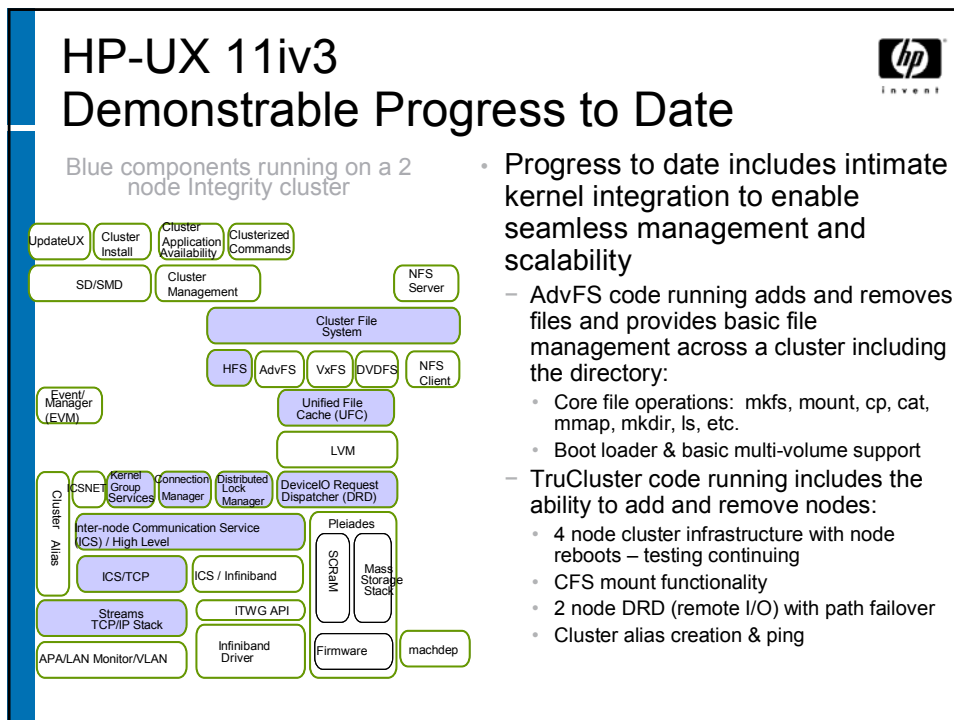 HP-UX 11iv3
Demonstrable Progress to Date
hp
invent
Blue components running on a 2
node Integrity cluster
UpdateUX
Cluster
Install
Cluster
Application
Availability
Clusterized
Commands
SD/SMD
Cluster
Management
NFS
Server
Cluster File
System
HFS
AdvFS
VxFS
DVDFS
NFS
Client
Event/
Manager
(EVM)
Unified File
Cache (UFC)
LVM
Cluster Alias
ICSNET
Kernel
Group
Services
Connection
Manager
Distributed
Lock
Manager
DeviceIO Request
Dispatcher (DRD)
Inter-node Communication Service
(ICS) / High Level
Pleiades
SCRaM
Mass
Storage
Stack
ICS/TCP
ICS / Infiniband
Streams
TCP/IP Stack
ITWG API
APA/LAN Monitor/VLAN
Infiniband
Driver
Firmware
machdep
• Progress to date includes intimate
kernel integration to enable
seamless management and
scalability
− AdvFS code running adds and removes
files and provides basic file
management across a cluster including
the directory:
• Core file operations: mkfs, mount, cp, cat,
mmap, mkdir, ls, etc.
• Boot loader & basic multi-volume support
− TruCluster code running includes the
ability to add and remove nodes:
• 4 node cluster infrastructure with node
reboots – testing continuing
• CFS mount functionality
• 2 node DRD (remote I/O) with path failover
• Cluster alias creation & ping